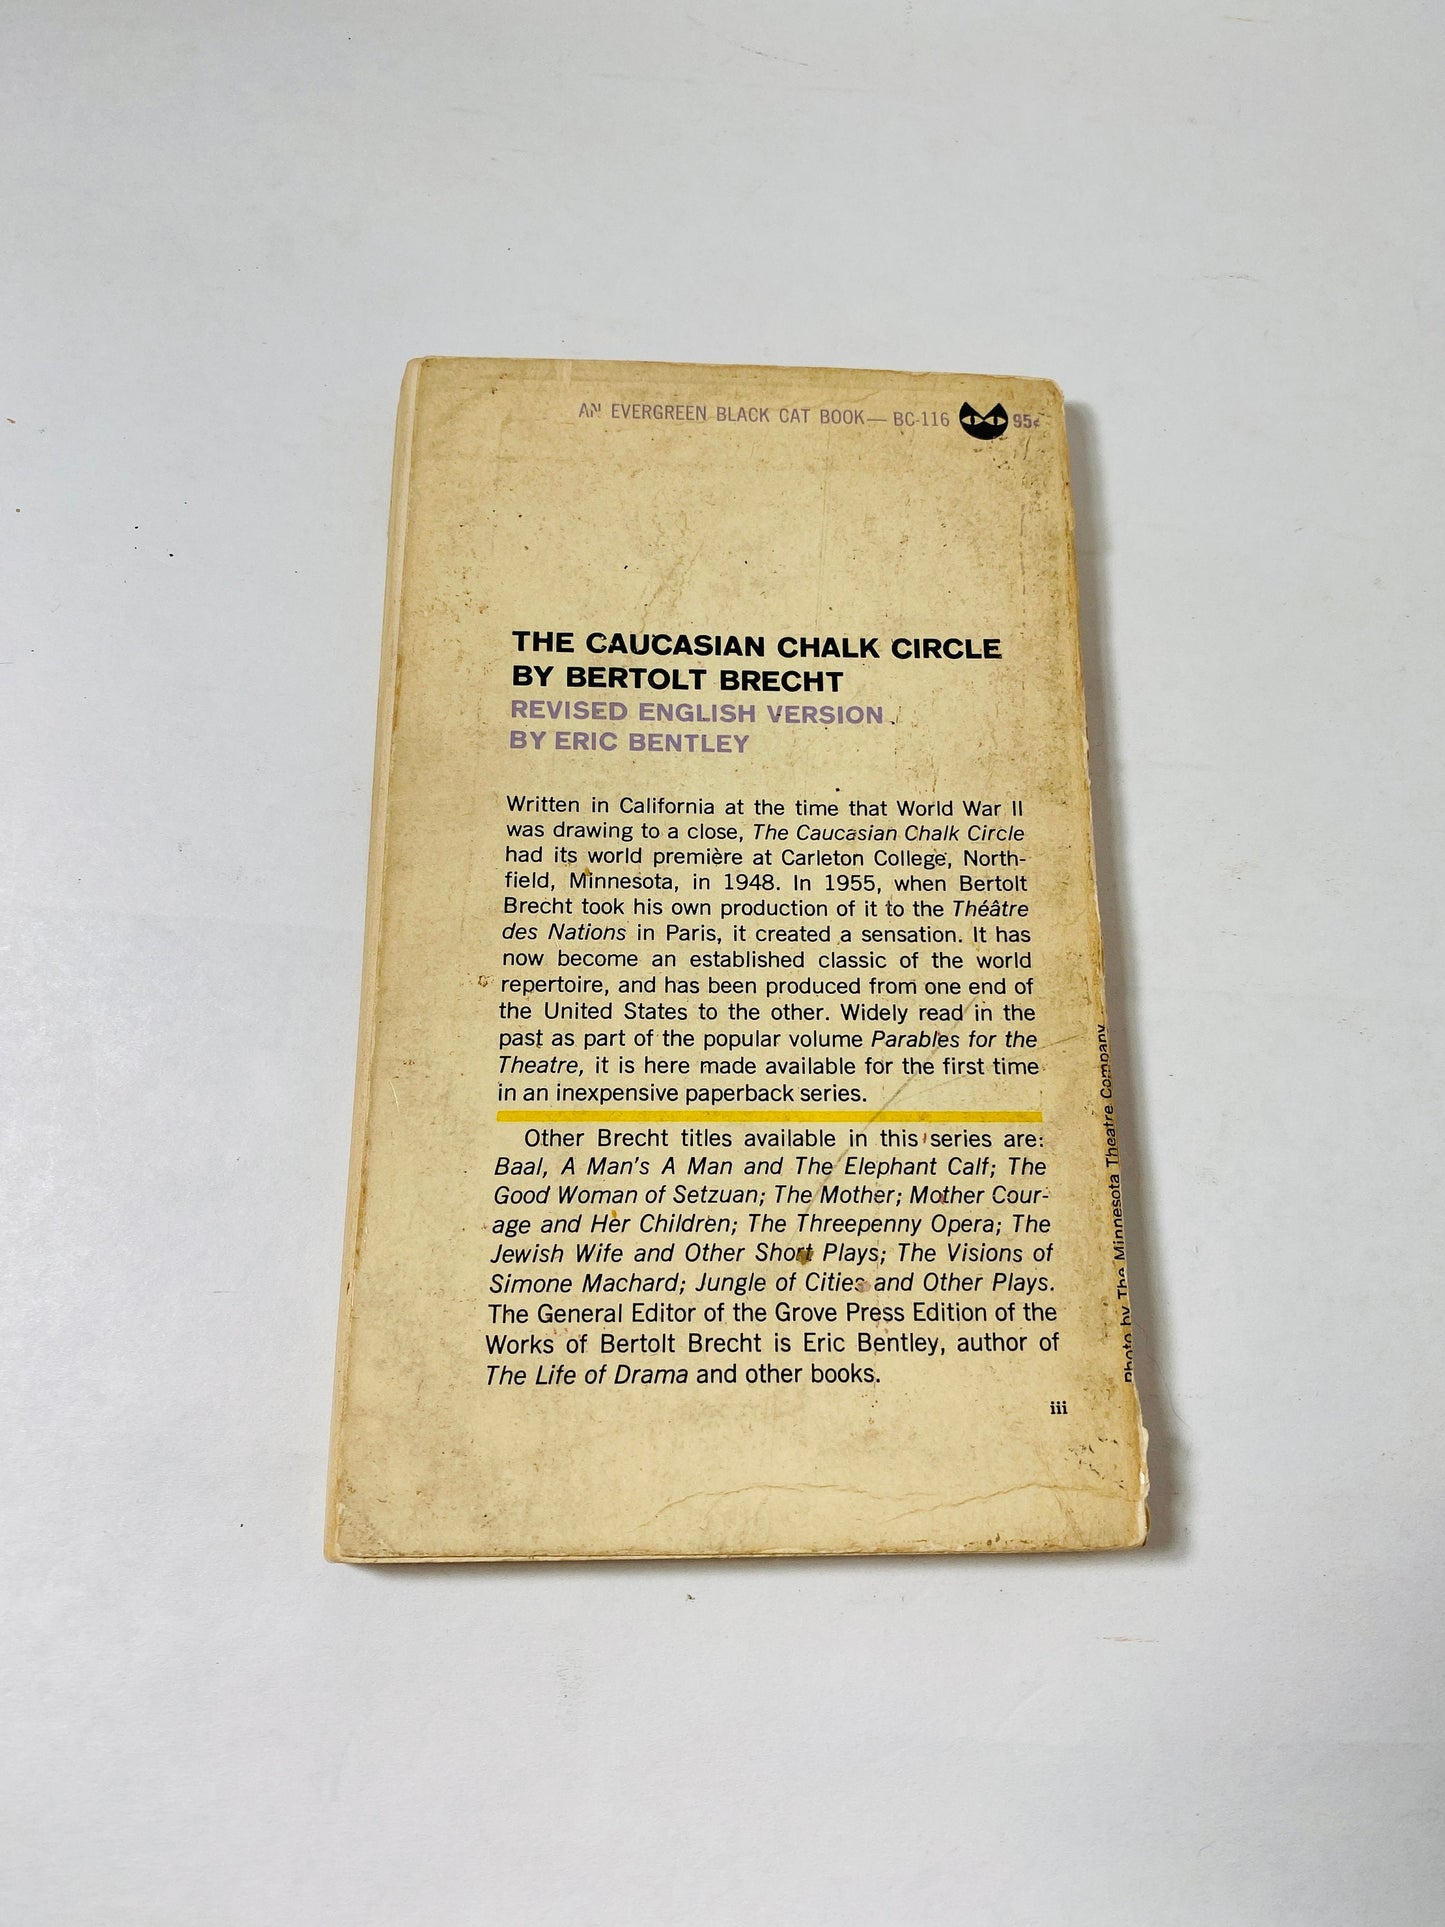 AN EVERGREEN BLACK CAT BOOK — BC-116 95¢
THE CAUCASIAN CHALK CIRCLE
BY BERTOLT BRECHT
REVISED ENGLISH VERSION
BY ERIC BENTLEY
Written in California at the time that World War II
was drawing to a close, The Caucasian Chalk Circle
had its world première at Carleton College, North-
field, Minnesota, in 1948. In 1955, when Bertolt
Brecht took his own production of it to the Théâtre
des Nations in Paris, it created a sensation. It has
now become an established classic of the world
repertoire, and has been produced from one end of
the United States to the other. Widely read in the
past as part of the popular volume Parables for the
Theatre, it is here made available for the first time
in an inexpensive paperback series.
Other Brecht titles available in this series are:
Baal, A Man's A Man and The Elephant Calf; The
Good Woman of Setzuan; The Mother; Mother Cour-
age and Her Children; The Threepenny Opera; The
Jewish Wife and Other Short Plays; The Visions of
Simone Machard; Jungle of Cities and Other Plays.
The General Editor of the Grove Press Edition of the
Works of Bertolt Brecht is Eric Bentley, author of
The Life of Drama and other books.
iii
Photo by The Minnesota Theatre Company